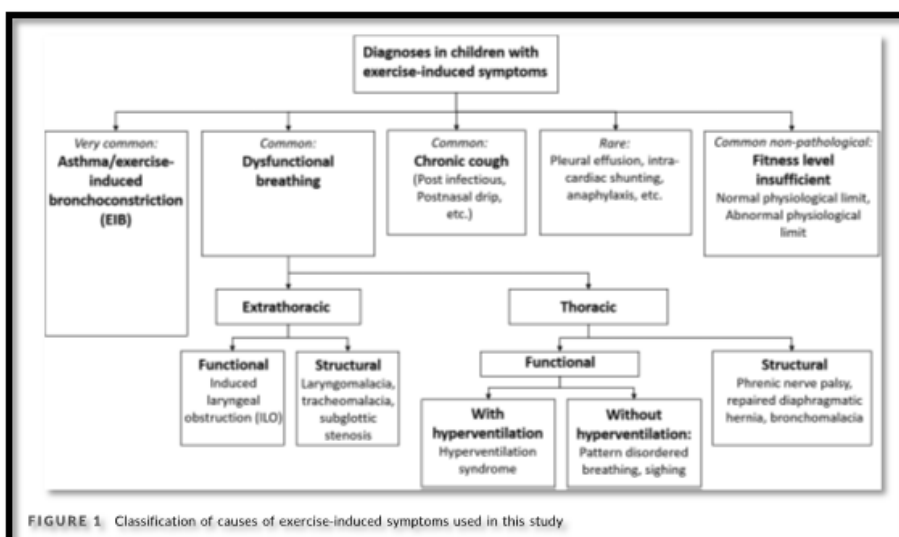 Diagnoses in children with
exercise-induced symptoms
Very common:
Asthma/exercise-
induced
bronchoconstriction
(EIB)
Common:
Dysfunctional
breathing
Common:
Chronic cough
(Post infectious,
Postnasal drip,
etc.)
Rare:
Pleural effusion, intra-
cardiac shunting,
anaphylaxis, etc.
Common non-pathological:
Fitness level
insufficient
Normal physiological limit,
Abnormal physiological
limit
Extrathoracic
Thoracic
Functional
Induced
laryngeal
obstruction (ILO)
Structural
Laryngomalacia,
tracheomalacia,
subglottic
stenosis
Functional
Structural
Phrenic nerve palsy,
repaired diaphragmatic
hernia, bronchomalacia
With
hyperventilation
Hyperventilation
syndrome
Without
hyperventilation:
Pattern disordered
breathing, sighing
FIGURE 1 Classification of causes of exercise-induced symptoms used in this study